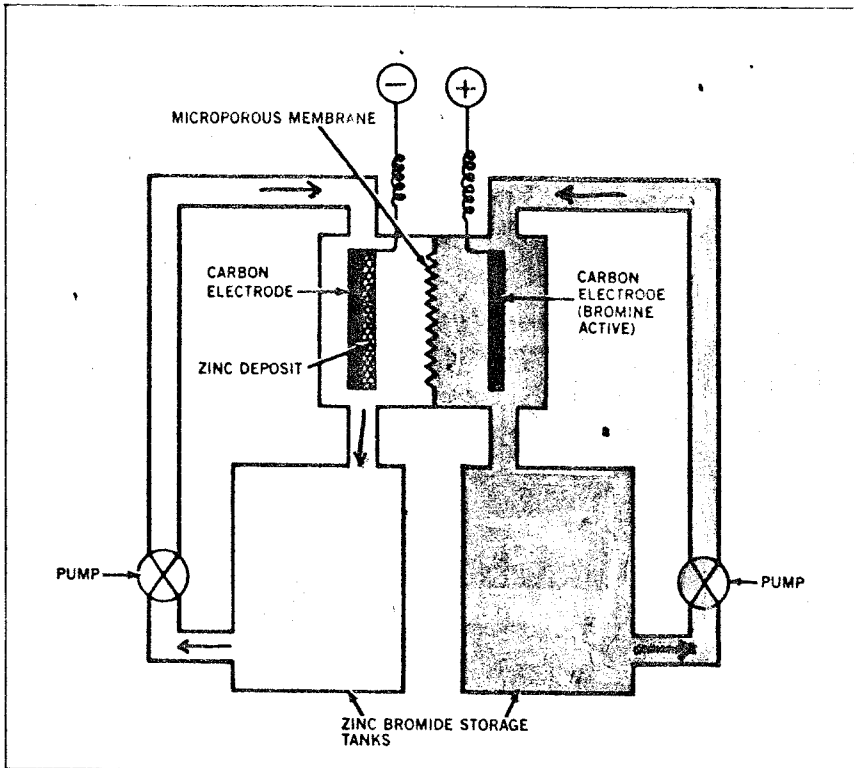 −
+
MICROPOROUS MEMBRANE
CARBON
ELECTRODE
ZINC DEPOSIT
CARBON
ELECTRODE
(BROMINE
ACTIVE)
PUMP
PUMP
ZINC BROMIDE STORAGE
TANKS